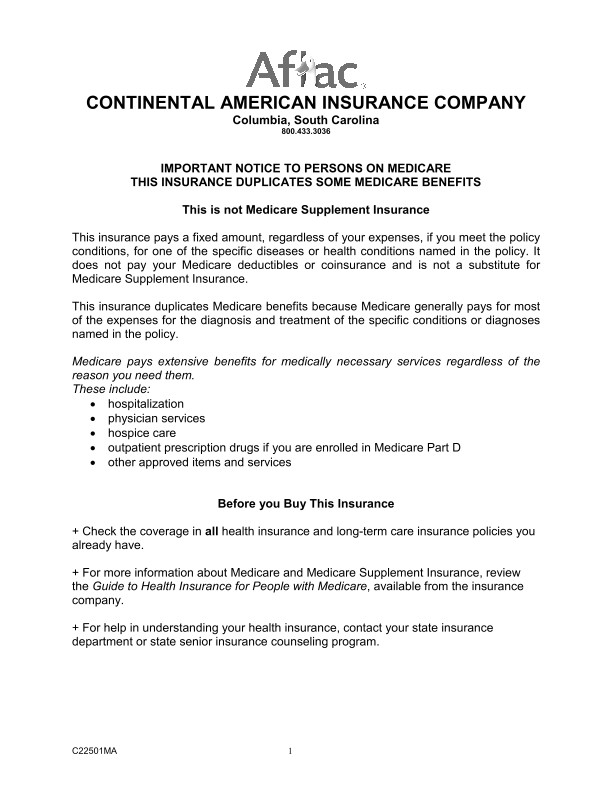 Aflac
CONTINENTAL AMERICAN INSURANCE COMPANY
Columbia, South Carolina
800.433.3036
IMPORTANT NOTICE TO PERSONS ON MEDICARE
THIS INSURANCE DUPLICATES SOME MEDICARE BENEFITS
This is not Medicare Supplement Insurance
This insurance pays a fixed amount, regardless of your expenses, if you meet the policy
conditions, for one of the specific diseases or health conditions named in the policy. It
does not pay your Medicare deductibles or coinsurance and is not a substitute for
Medicare Supplement Insurance.
This insurance duplicates Medicare benefits because Medicare generally pays for most
of the expenses for the diagnosis and treatment of the specific conditions or diagnoses
named in the policy.
Medicare pays extensive benefits for medically necessary services regardless of the
reason you need them.
These include:
• hospitalization
• physician services
• hospice care
• outpatient prescription drugs if you are enrolled in Medicare Part D
• other approved items and services
Before you Buy This Insurance
+ Check the coverage in all health insurance and long-term care insurance policies you
already have.
+ For more information about Medicare and Medicare Supplement Insurance, review
the Guide to Health Insurance for People with Medicare, available from the insurance
company.
+ For help in understanding your health insurance, contact your state insurance
department or state senior insurance counseling program.
C22501MA 1